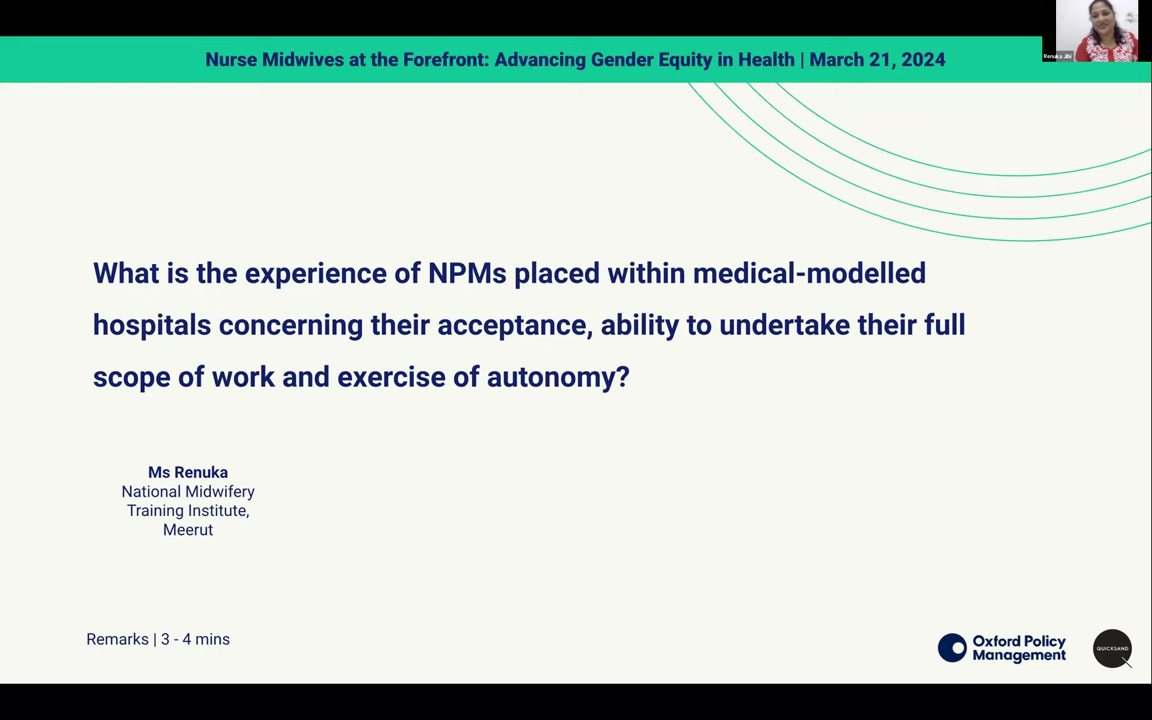 Nurse Midwives at the Forefront: Advancing Gender Equity in Health | March 21, 2024
Renuka Jibi
What is the experience of NPMs placed within medical-modelled
hospitals concerning their acceptance, ability to undertake their full
scope of work and exercise of autonomy?
Ms Renuka
National Midwifery
Training Institute,
Meerut
Remarks | 3 - 4 mins
Oxford Policy
Management
QUICKSAND